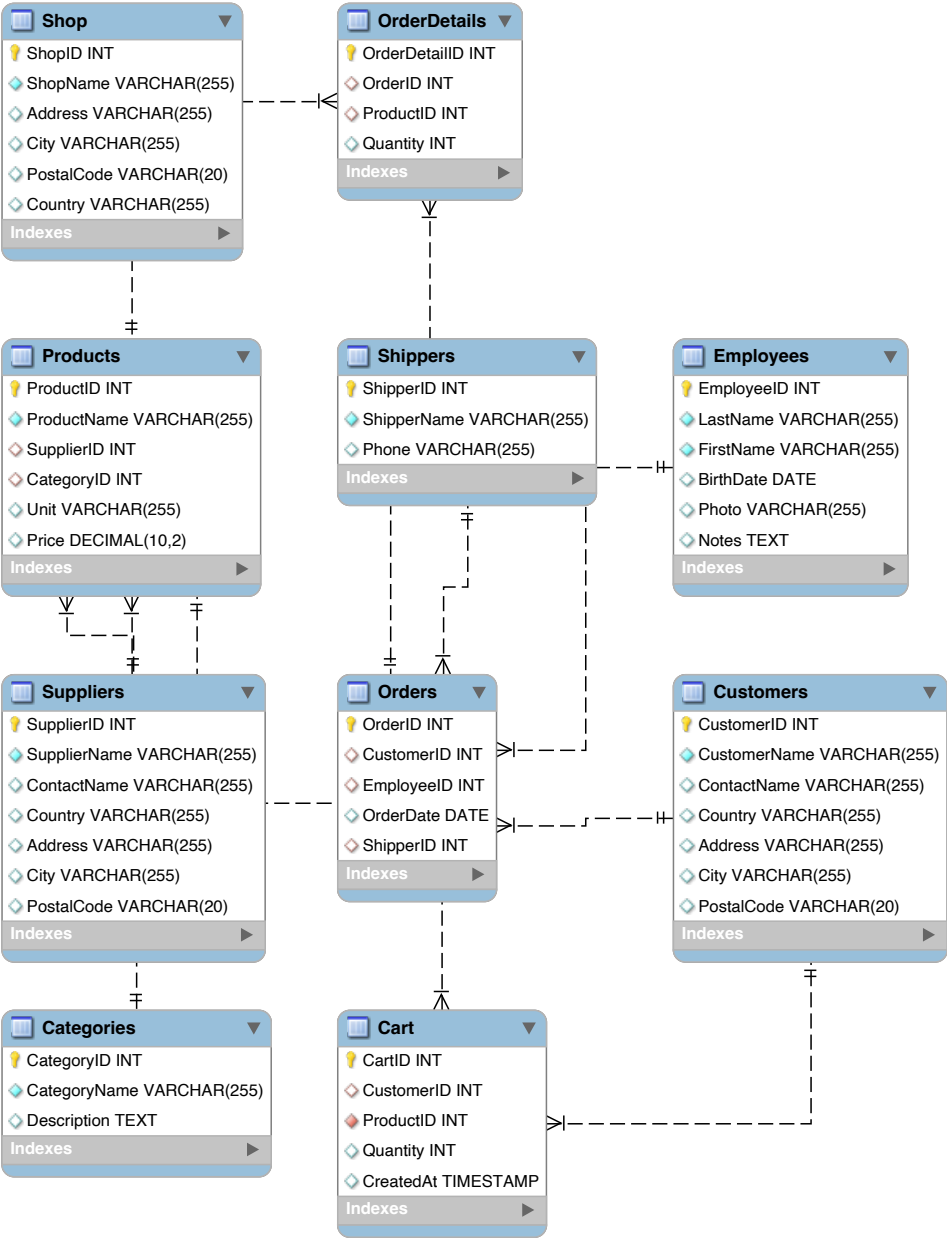 Shop
ShopID INT
ShopName VARCHAR(255)
Address VARCHAR(255)
City VARCHAR(255)
PostalCode VARCHAR(20)
Country VARCHAR(255)
Indexes
OrderDetails
OrderDetailID INT
OrderID INT
ProductID INT
Quantity INT
Indexes
Products
ProductID INT
ProductName VARCHAR(255)
SupplierID INT
CategoryID INT
Unit VARCHAR(255)
Price DECIMAL(10,2)
Indexes
Shippers
ShipperID INT
ShipperName VARCHAR(255)
Phone VARCHAR(255)
Indexes
Employees
EmployeeID INT
LastName VARCHAR(255)
FirstName VARCHAR(255)
BirthDate DATE
Photo VARCHAR(255)
Notes TEXT
Indexes
Suppliers
SupplierID INT
SupplierName VARCHAR(255)
ContactName VARCHAR(255)
Country VARCHAR(255)
Address VARCHAR(255)
City VARCHAR(255)
PostalCode VARCHAR(20)
Indexes
Orders
OrderID INT
CustomerID INT
EmployeeID INT
OrderDate DATE
ShipperID INT
Indexes
Customers
CustomerID INT
CustomerName VARCHAR(255)
ContactName VARCHAR(255)
Country VARCHAR(255)
Address VARCHAR(255)
City VARCHAR(255)
PostalCode VARCHAR(20)
Indexes
Categories
CategoryID INT
CategoryName VARCHAR(255)
Description TEXT
Indexes
Cart
CartID INT
CustomerID INT
ProductID INT
Quantity INT
CreatedAt TIMESTAMP
Indexes